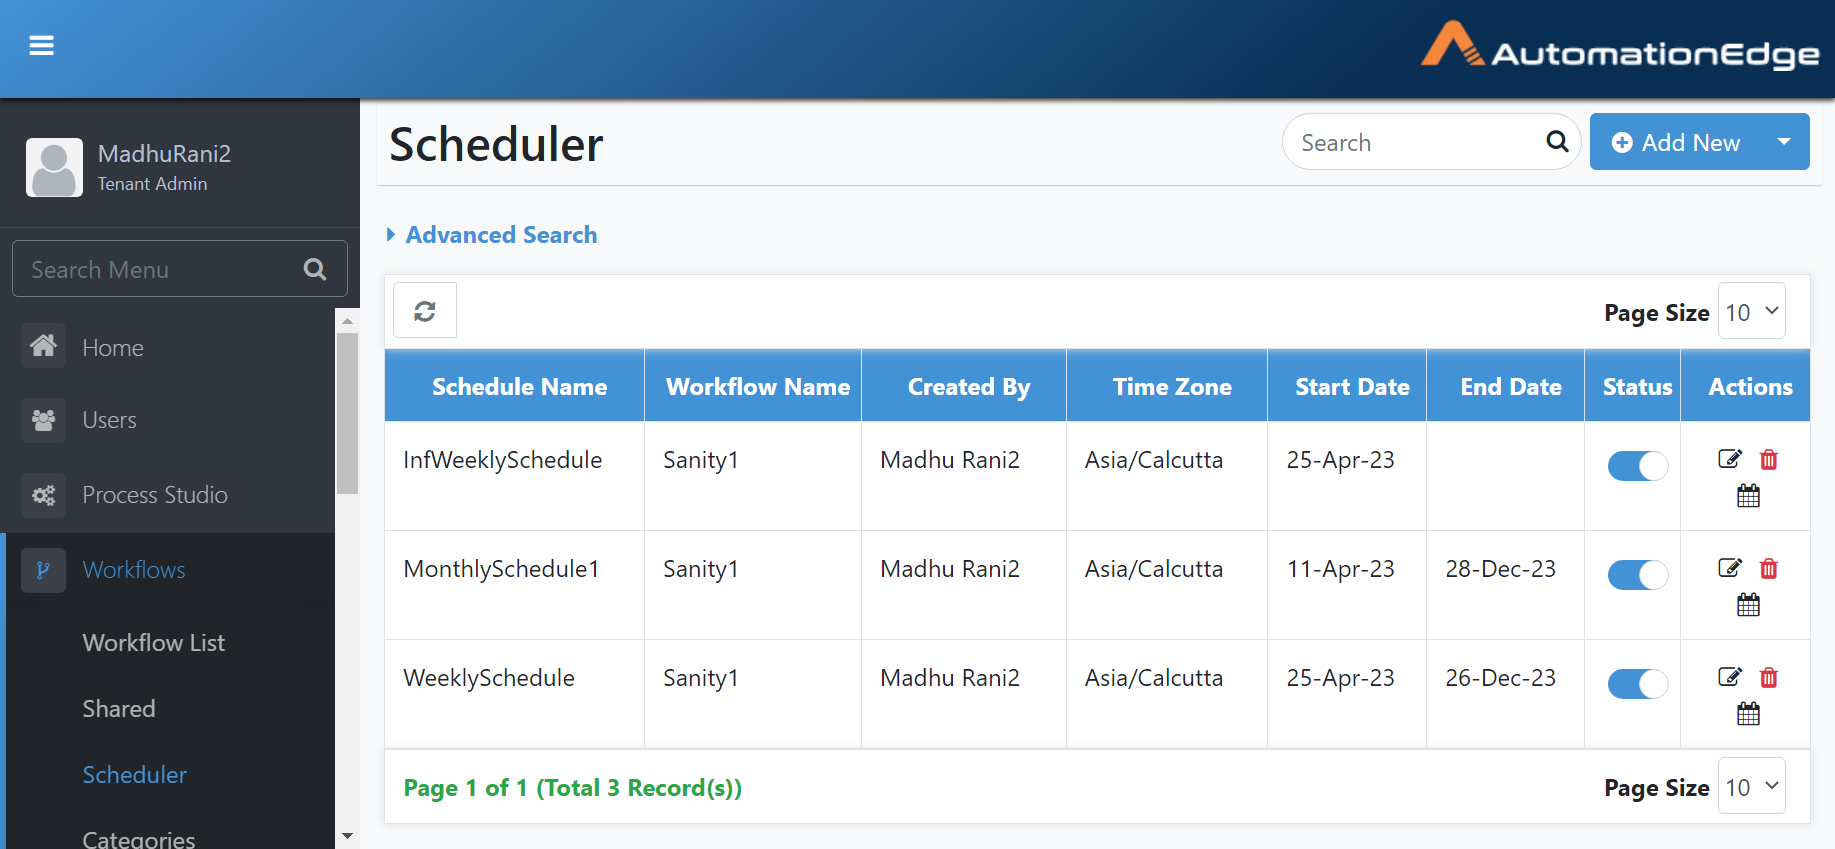 AutomationEdge
MadhuRani2
Tenant Admin
Search Menu
Home
Users
Process Studio
Workflows
Workflow List
Shared
Scheduler
Categories
Scheduler
Search
Add New
Advanced Search
Page Size 10
Schedule Name Workflow Name Created By Time Zone Start Date End Date Status Actions
InfWeeklySchedule Sanity1 Madhu Rani2 Asia/Calcutta 25-Apr-23
MonthlySchedule1 Sanity1 Madhu Rani2 Asia/Calcutta 11-Apr-23 28-Dec-23
WeeklySchedule Sanity1 Madhu Rani2 Asia/Calcutta 25-Apr-23 26-Dec-23
Page 1 of 1 (Total 3 Record(s)) Page Size 10